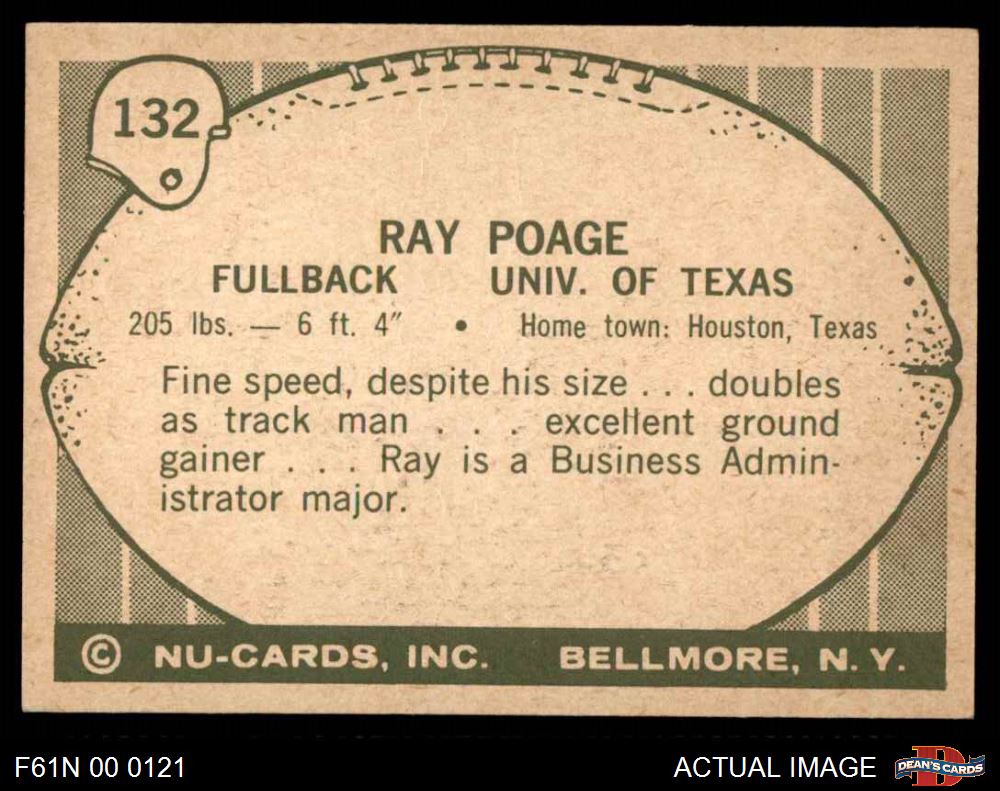 132
RAY POAGE
FULLBACK UNIV. OF TEXAS
205 lbs. — 6 ft. 4" • Home town: Houston, Texas
Fine speed, despite his size . . . doubles
as track man . . . excellent ground
gainer . . . Ray is a Business Admin-
istrator major.
© NU-CARDS, INC. BELLMORE, N. Y.
F61N 00 0121 ACTUAL IMAGE DEAN'S CARDS